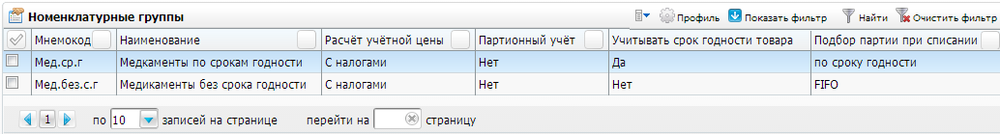 Номенклатурные группы Профиль Показать фильтр Найти Очистить фильтр
Мнемокод Наименование Расчёт учётной цены Партионный учёт Учитывать срок годности товара Подбор партии при списании
Мед.ср.г Медкаменты по срокам годности С налогами Нет Да по сроку годности
Мед.без.с.г Медикаменты без срока годности С налогами Нет Нет FIFO
1 по 10 записей на странице перейти на страницу